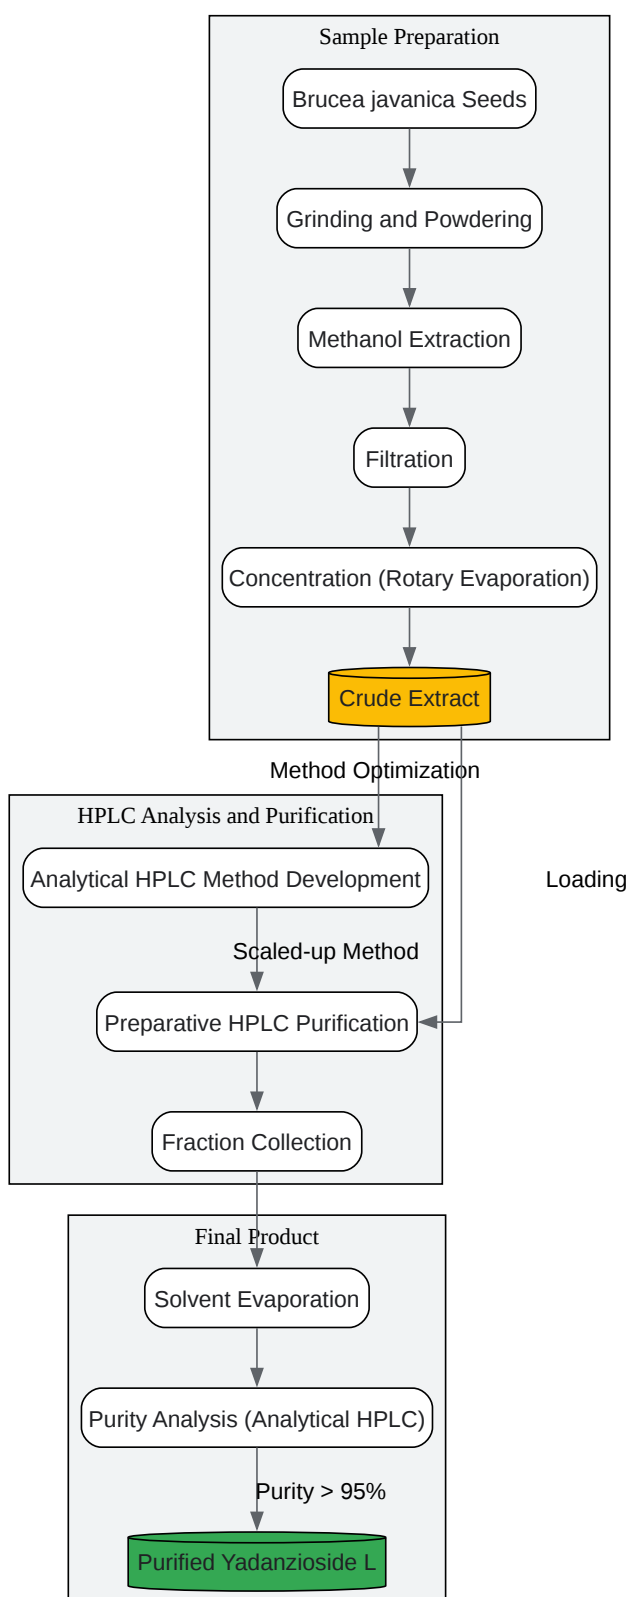 Sample Preparation
Brucea javanica Seeds
Grinding and Powdering
Methanol Extraction
Filtration
Concentration (Rotary Evaporation)
Crude Extract
Method Optimization
HPLC Analysis and Purification
Analytical HPLC Method Development
Loading
Scaled-up Method
Preparative HPLC Purification
Fraction Collection
Final Product
Solvent Evaporation
Purity Analysis (Analytical HPLC)
Purity > 95%
Purified Yadanzioside L